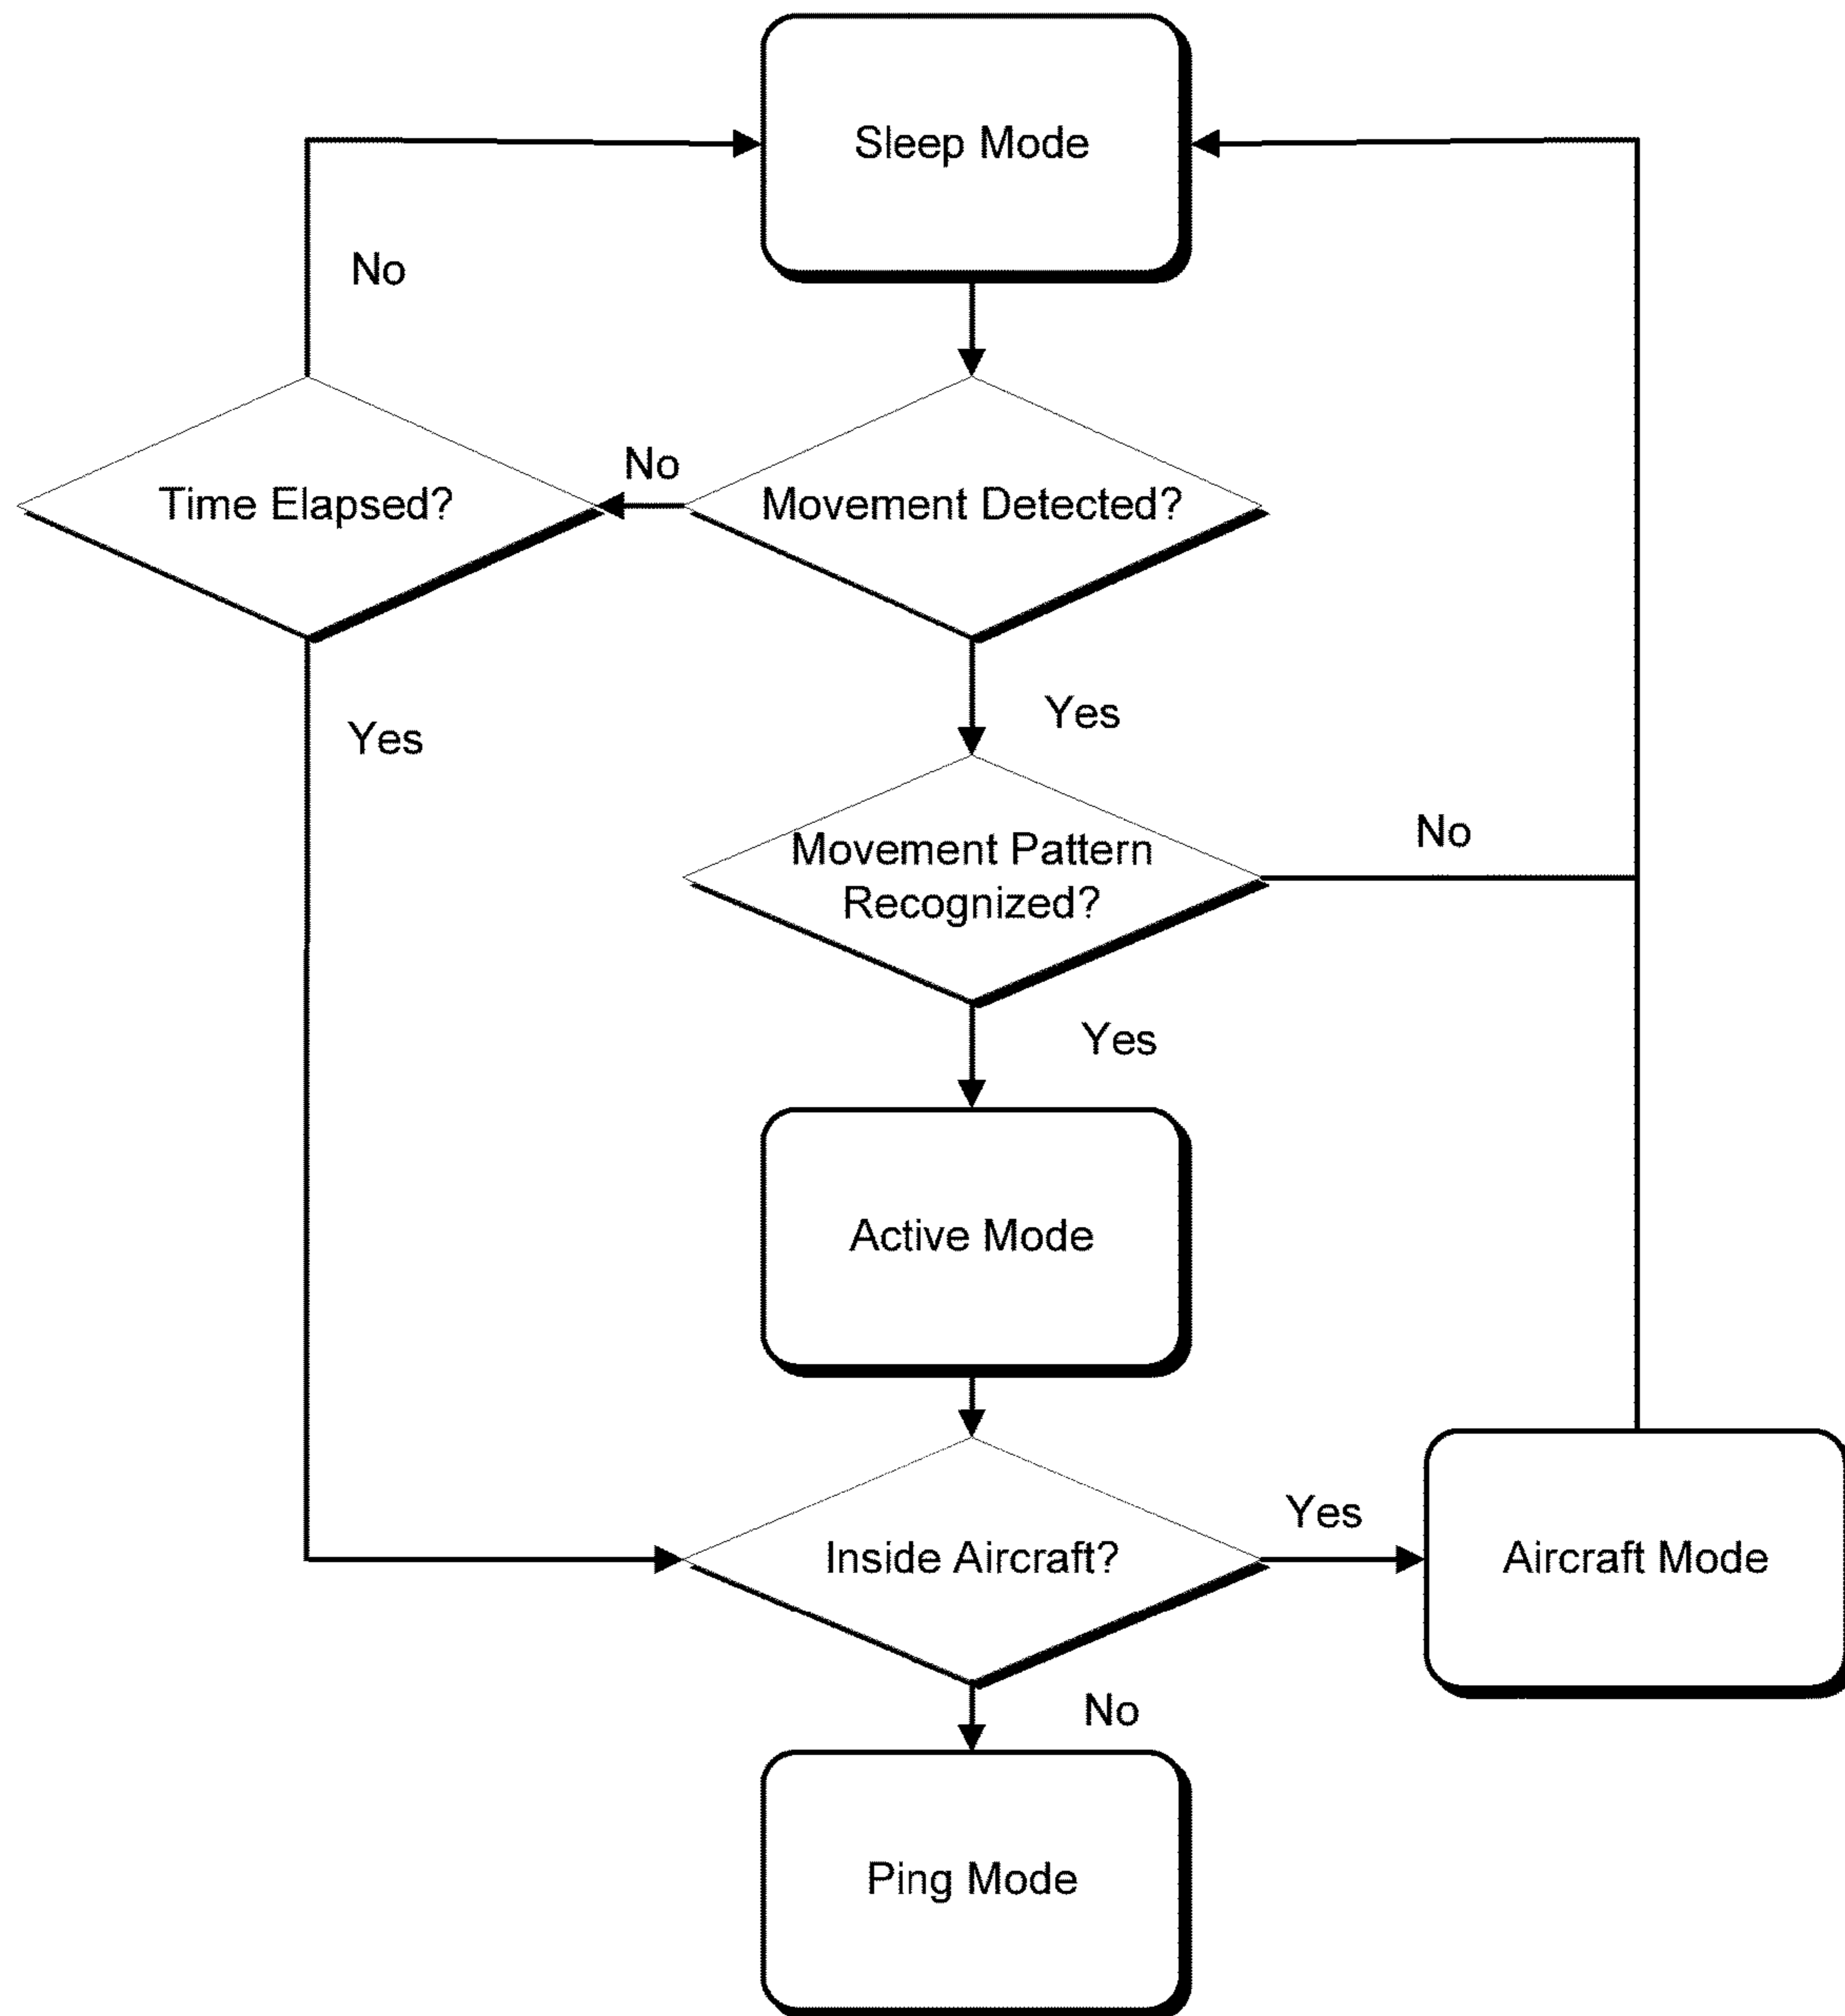 Sleep Mode
No
Time Elapsed?
No
Movement Detected?
Yes
Yes
Movement Pattern
Recognized?
No
Yes
Active Mode
Inside Aircraft?
Yes
Aircraft Mode
No
Ping Mode